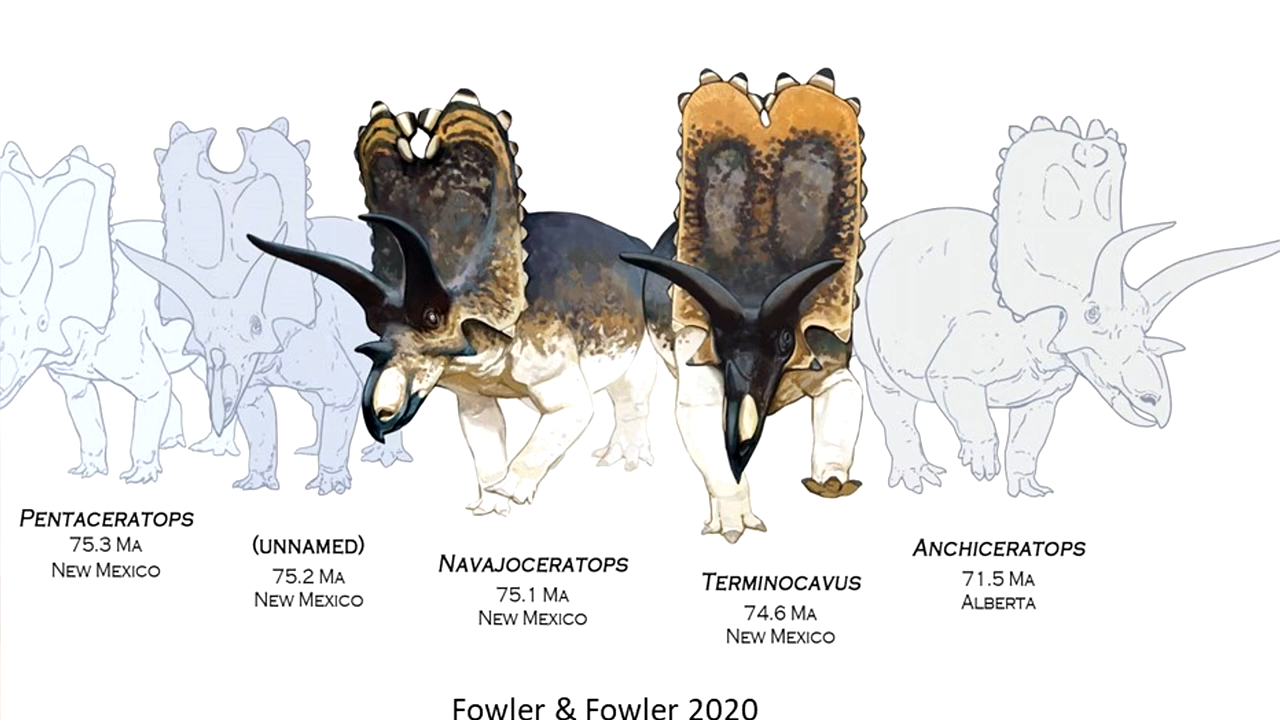 Pentaceratops
75.3 Ma
New Mexico
(unnamed)
75.2 Ma
New Mexico
Navajoceratops
75.1 Ma
New Mexico
Terminocavus
74.6 Ma
New Mexico
Anchiceratops
71.5 Ma
Alberta
Fowler & Fowler 2020